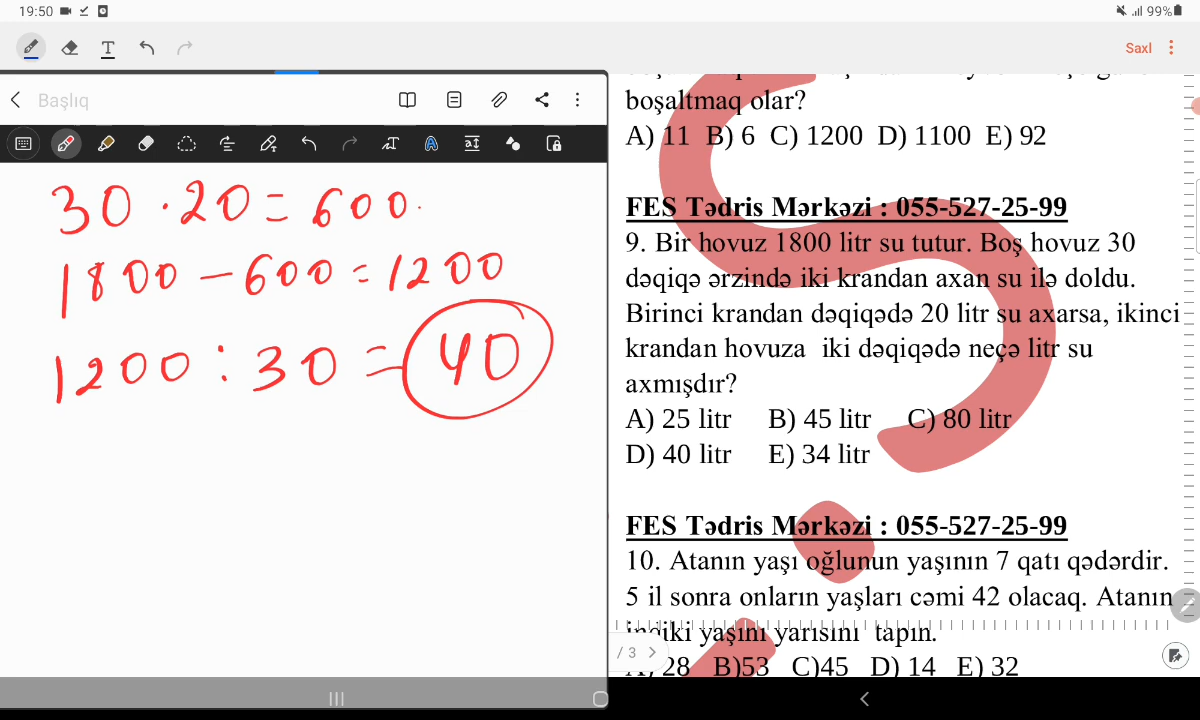 19:50
99%
Saxl
Başlıq
30 · 20 = 600
1800 – 600 = 1200
1200 : 30 = 40
boşaltmaq olar?
A) 11 B) 6 C) 1200 D) 1100 E) 92
FES Tədris Mərkəzi : 055-527-25-99
9. Bir hovuz 1800 litr su tutur. Boş hovuz 30
dəqiqə ərzində iki krandan axan su ilə doldu.
Birinci krandan dəqiqədə 20 litr su axarsa, ikinci
krandan hovuza iki dəqiqədə neçə litr su
axmışdır?
A) 25 litr B) 45 litr C) 80 litr
D) 40 litr E) 34 litr
FES Tədris Mərkəzi : 055-527-25-99
10. Atanın yaşı oğlunun yaşının 7 qatı qədərdir.
5 il sonra onların yaşları cəmi 42 olacaq. Atanın
indiki yaşını yarısını tapın.
/ 3
A) 28 B)53 C)45 D) 14 E) 32